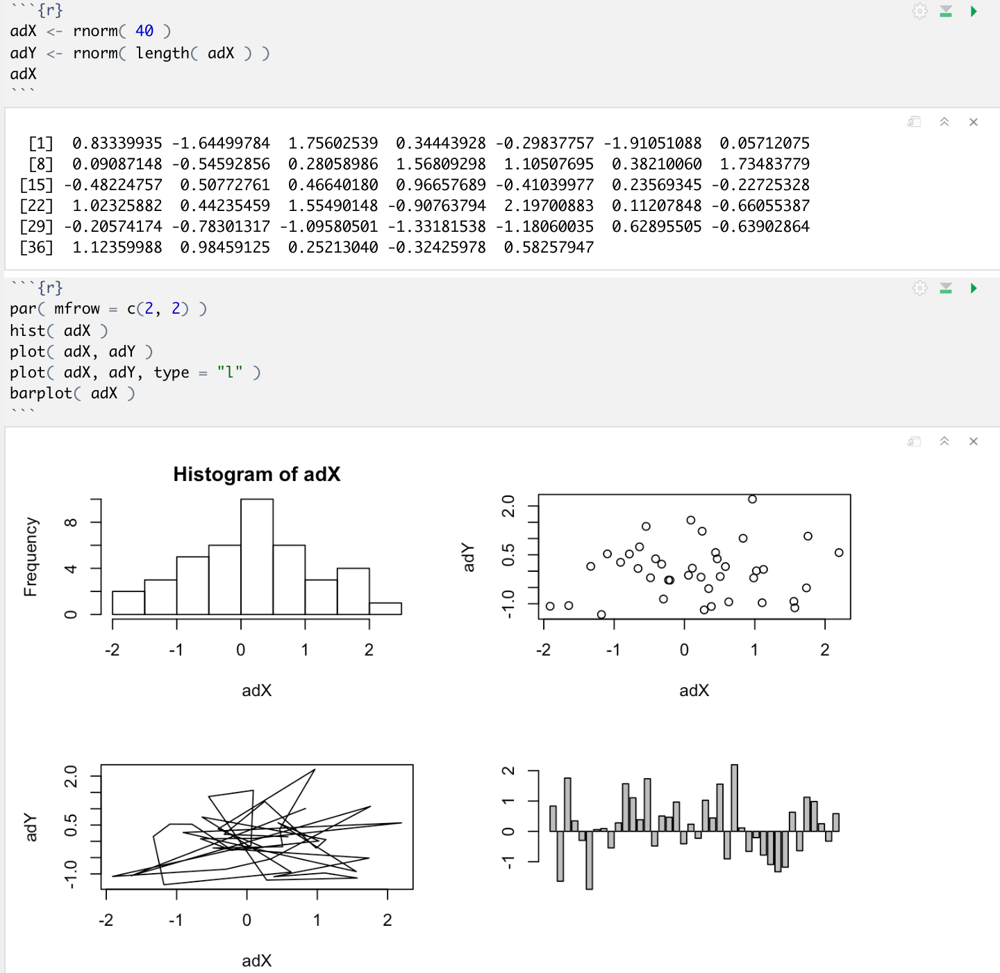 ```{r}
adX <- rnorm( 40 )
adY <- rnorm( length( adX ) )
adX
```
[1]  0.83339935 -1.64499784  1.75602539  0.34443928 -0.29837757 -1.91051088  0.05712075
[8]  0.09087148 -0.54592856  0.28058986  1.56809298  1.10507695  0.38210060  1.73483779
[15] -0.48224757  0.50772761  0.46640180  0.96657689 -0.41039977  0.23569345 -0.22725328
[22]  1.02325882  0.44235459  1.55490148 -0.90763794  2.19700883  0.11207848 -0.66055387
[29] -0.20574174 -0.78301317 -1.09580501 -1.33181538 -1.18060035  0.62895505 -0.63902864
[36]  1.12359988  0.98459125  0.25213040 -0.32425978  0.58257947
```{r}
par( mfrow = c(2, 2) )
hist( adX )
plot( adX, adY )
plot( adX, adY, type = "l" )
barplot( adX )
```
Histogram of adX
Frequency
0 4 8
-2 -1 0 1 2
adX
adY
-1.0 0.5 2.0
-2 -1 0 1 2
adX
adY
-1.0 0.5 2.0
-2 -1 0 1 2
adX
-1 0 1 2